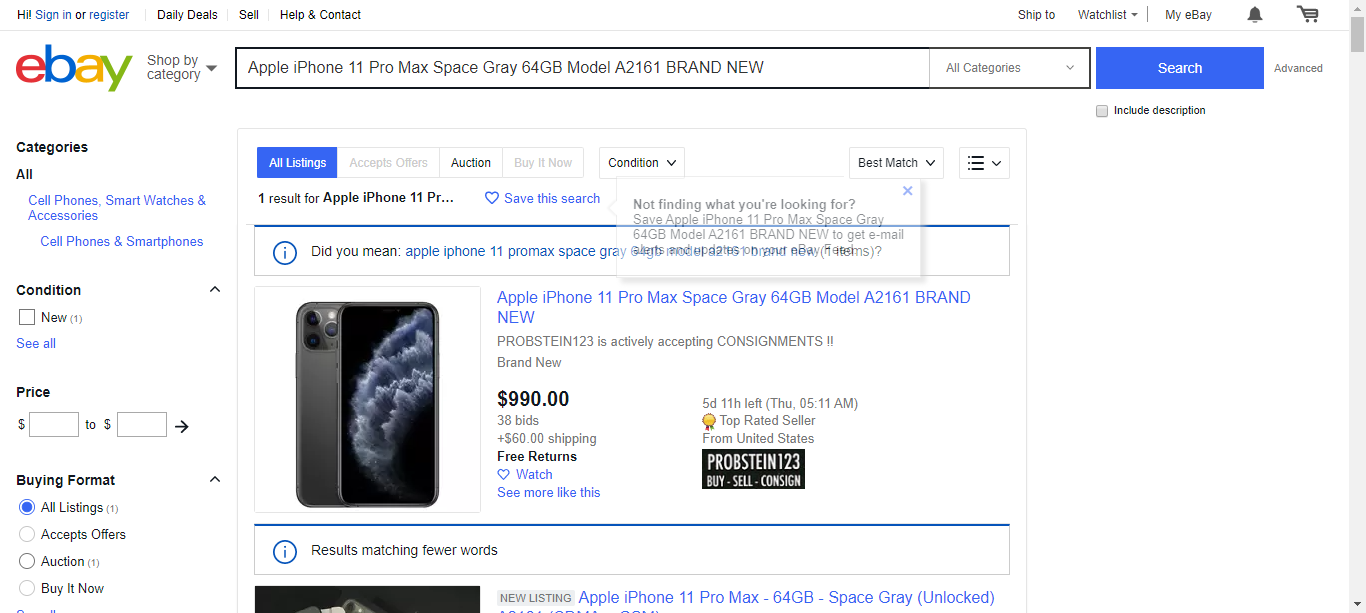 Hi! Sign in or register
Daily Deals
Sell
Help & Contact
Ship to
Watchlist
My eBay
ebay
Shop by
category
Apple iPhone 11 Pro Max Space Gray 64GB Model A2161 BRAND NEW
All Categories
Search
Advanced
Include description
Categories
All
Cell Phones, Smart Watches &
Accessories
Cell Phones & Smartphones
Condition
New (1)
See all
Price
$ to $
Buying Format
All Listings (1)
Accepts Offers
Auction (1)
Buy It Now
All Listings
Accepts Offers
Auction
Buy It Now
Condition
Best Match
1 result for Apple iPhone 11 Pr...
Save this search
Not finding what you're looking for?
Save Apple iPhone 11 Pro Max Space Gray
64GB Model A2161 BRAND NEW to get e-mail
alerts and updates on your eBay Feed.
Did you mean: apple iphone 11 promax space gray 64gb model a2161 brand new (1 items)?
Apple iPhone 11 Pro Max Space Gray 64GB Model A2161 BRAND
NEW
PROBSTEIN123 is actively accepting CONSIGNMENTS !!
Brand New
$990.00
38 bids
+$60.00 shipping
Free Returns
Watch
See more like this
5d 11h left (Thu, 05:11 AM)
Top Rated Seller
From United States
PROBSTEIN123
BUY - SELL - CONSIGN
Results matching fewer words
NEW LISTING Apple iPhone 11 Pro Max - 64GB - Space Gray (Unlocked)